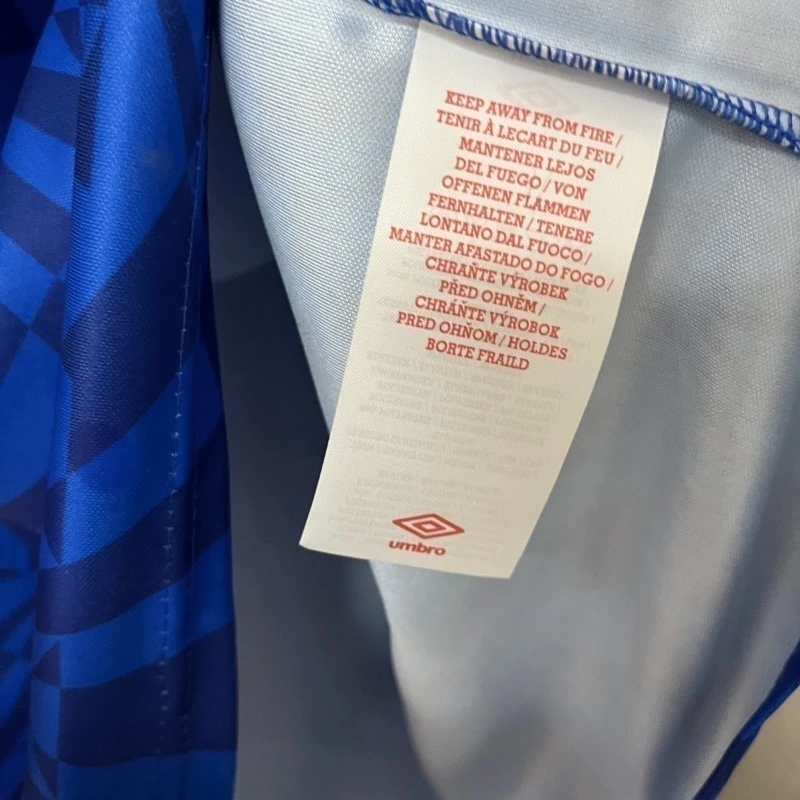 KEEP AWAY FROM FIRE /
TENIR À LECART DU FEU /
MANTENER LEJOS
DEL FUEGO / VON
OFFENEN FLAMMEN
FERNHALTEN / TENERE
LONTANO DAL FUOCO /
MANTER AFASTADO DO FOGO /
CHRAŇTE VÝROBEK
PŘED OHNĚM /
CHRÁŇTE VÝROBOK
PRED OHŇOM / HOLDES
BORTE FRAILD
umbro